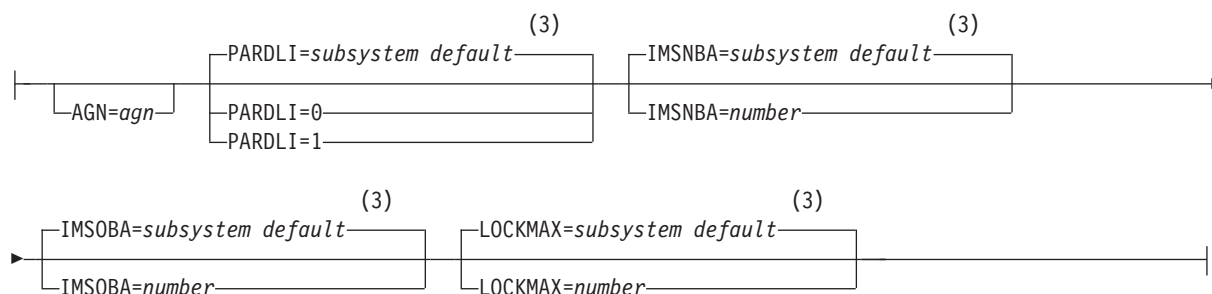 (3) (3)
PARDLI=subsystem default IMSNBA=subsystem default
AGN=agn PARDLI=0 IMSNBA=number
PARDLI=1
(3) (3)
IMSOBA=subsystem default LOCKMAX=subsystem default
IMSOBA=number LOCKMAX=number